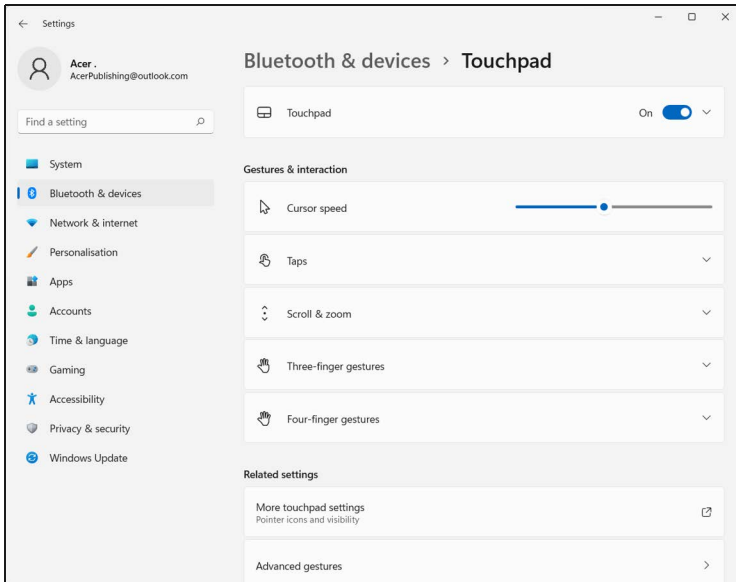 Settings
Acer .
AcerPublishing@outlook.com
Find a setting
System
Bluetooth & devices
Network & internet
Personalisation
Apps
Accounts
Time & language
Gaming
Accessibility
Privacy & security
Windows Update
Bluetooth & devices > Touchpad
Touchpad
On
Gestures & interaction
Cursor speed
Taps
Scroll & zoom
Three-finger gestures
Four-finger gestures
Related settings
More touchpad settings
Pointer icons and visibility
Advanced gestures